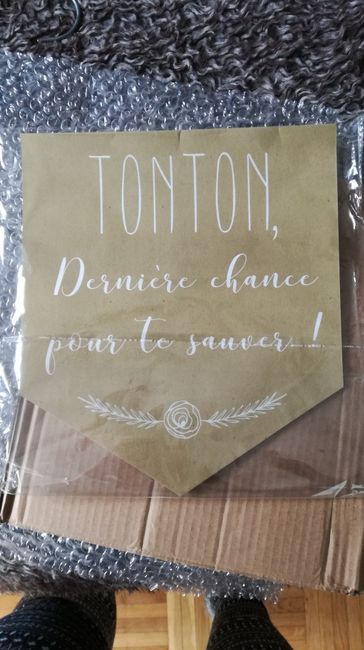 TONTON,
Dernière chance
pour te sauver !